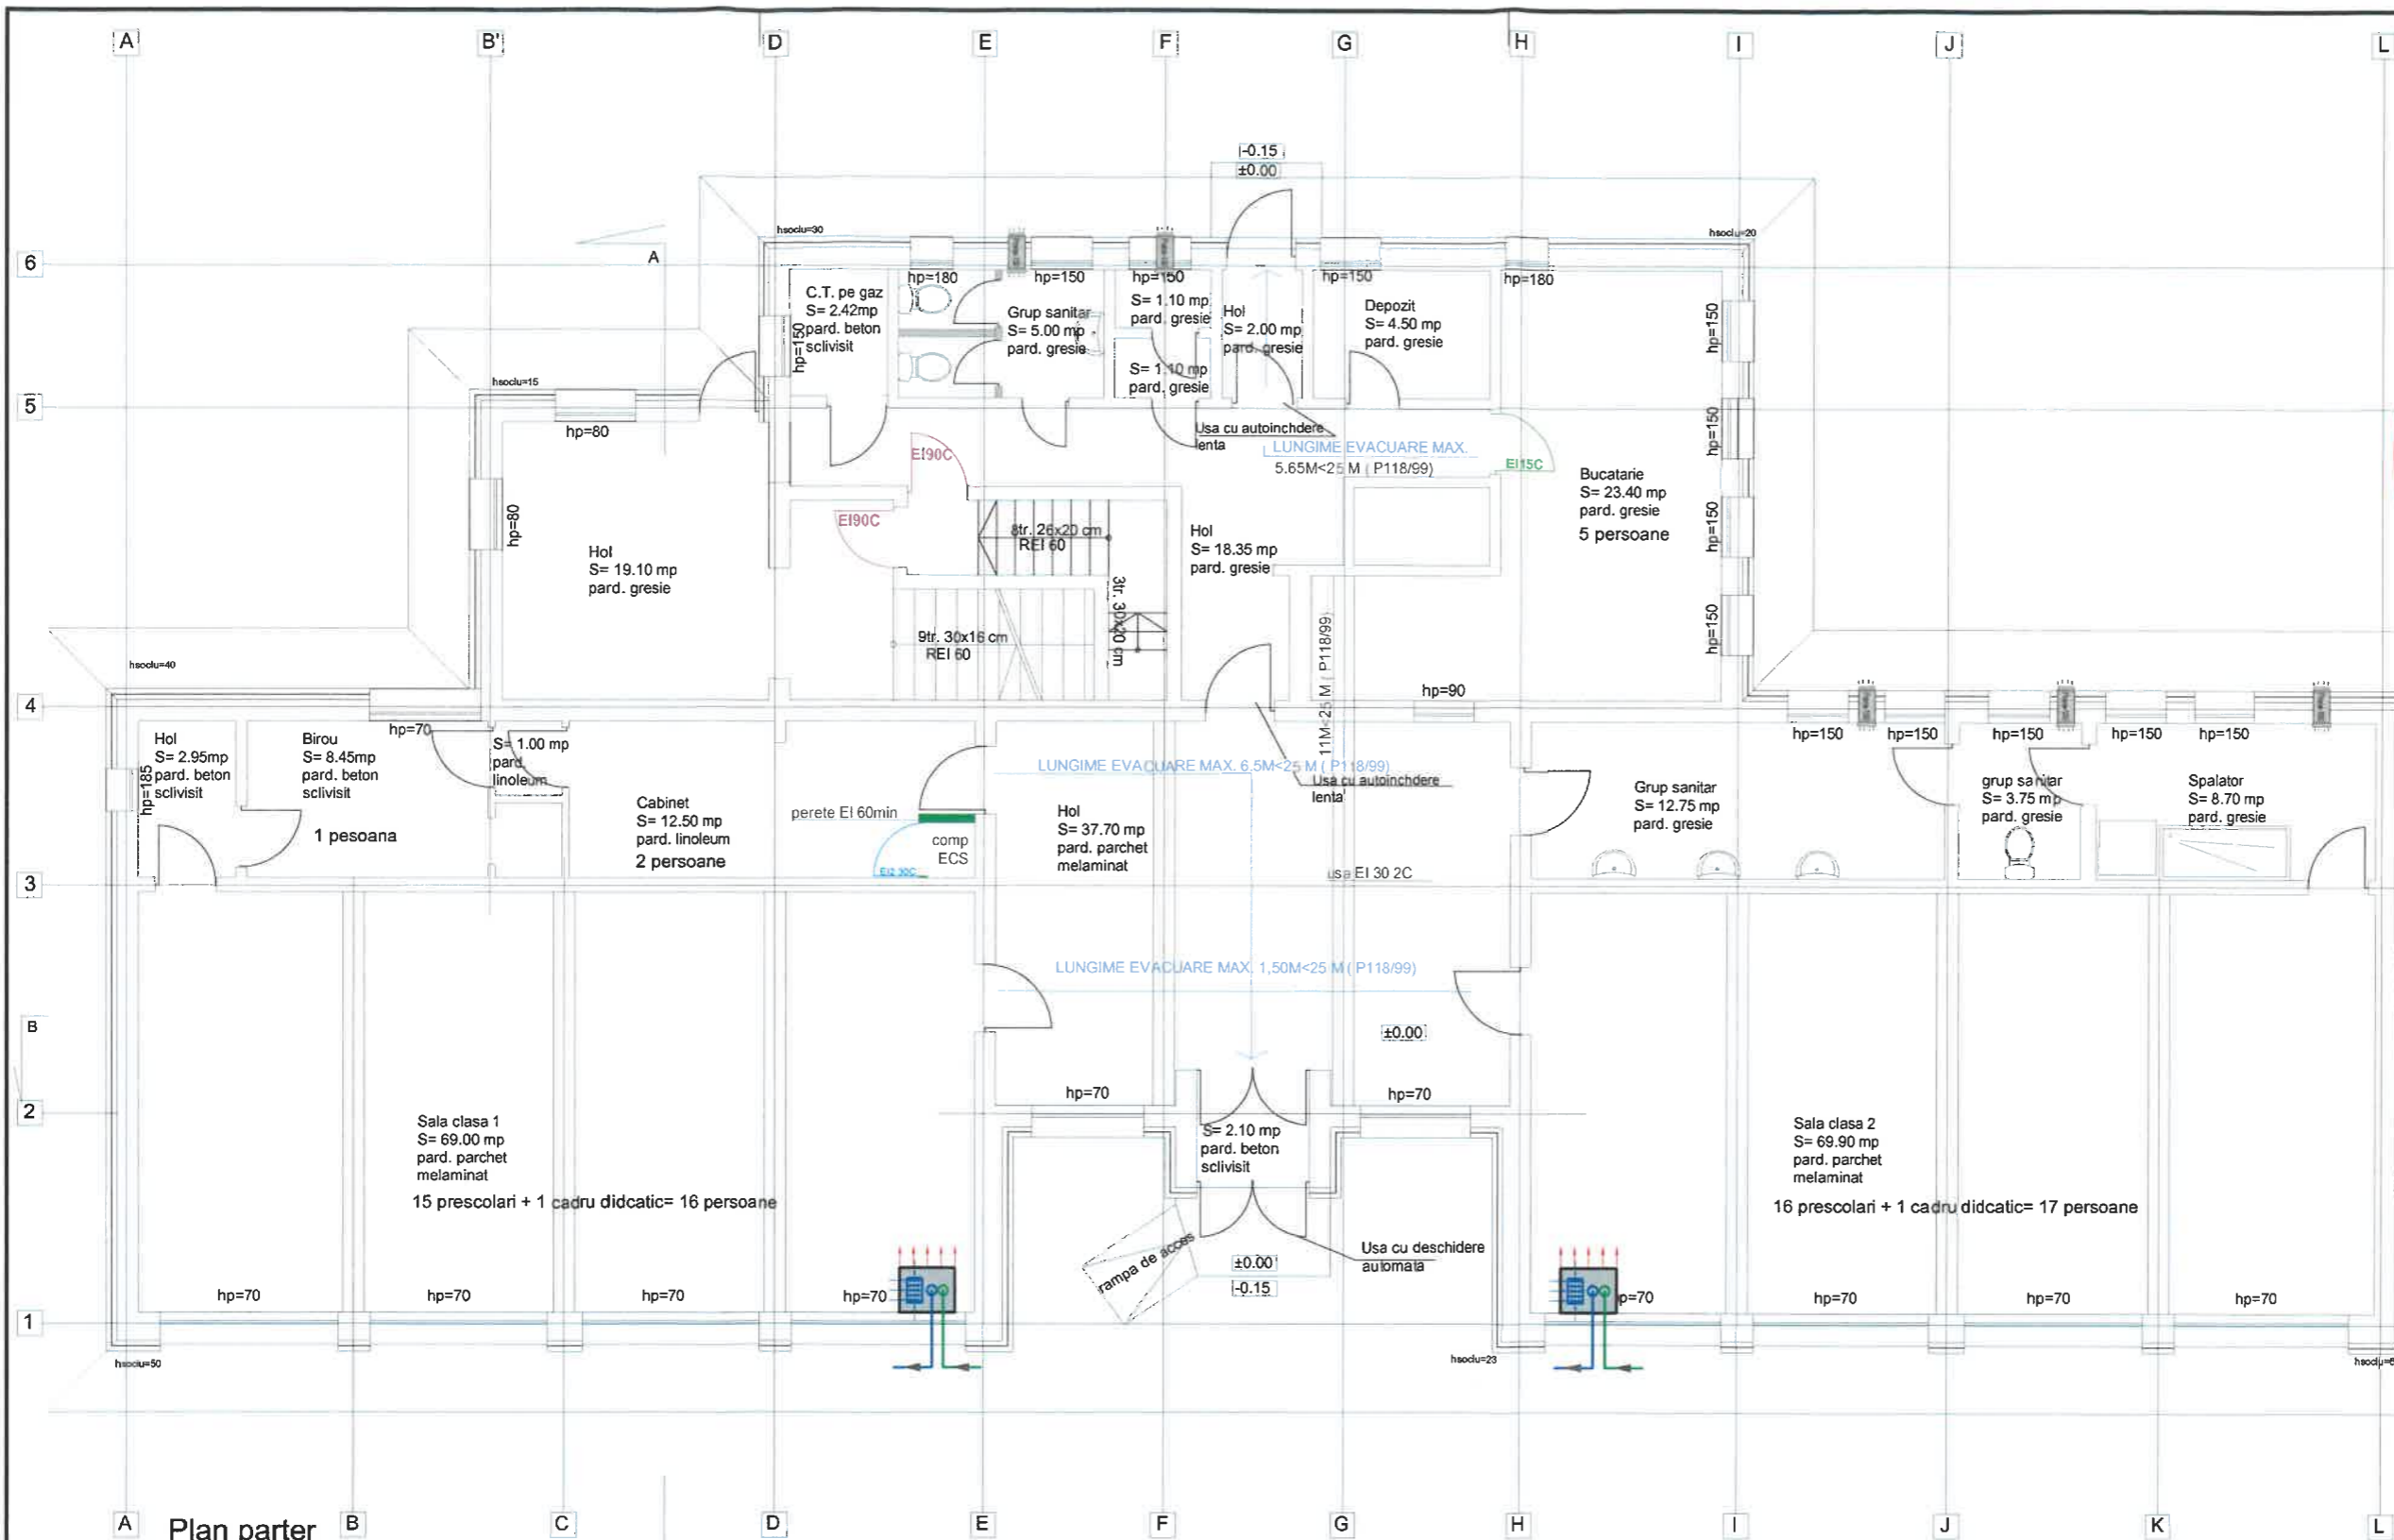 A B' D E F G H I J L
-0.15
±0.00
hsoclu=30
hsoclu=20
A
6
hp=180
hp=150
hp=150
hp=150
hp=180
C.T. pe gaz
S= 2.42mp
pard. beton
sclivisit
hp=150
Grup sanitar
S= 5.00 mp
pard. gresie
S= 1.10 mp
pard. gresie
S= 1.10 mp
pard. gresie
Hol
S= 2.00 mp
pard. gresie
Depozit
S= 4.50 mp
pard. gresie
hp=150
hp=150
hp=150
hp=150
hsoclu=15
5
hp=80
Usa cu autoinchdere
lenta
LUNGIME EVACUARE MAX.
5.65M<25 M ( P118/99)
EI90C
EI15C
EI90C
Bucatarie
S= 23.40 mp
pard. gresie
5 persoane
hp=80
Hol
S= 19.10 mp
pard. gresie
8tr. 26x20 cm
REI 60
3tr. 30x20 cm
9tr. 30x16 cm
REI 60
Hol
S= 18.35 mp
pard. gresie
11M<25 M ( P118/99)
hsoclu=40
4
hp=90
hp=70
hp=150
hp=150
hp=150
hp=150
hp=150
Hol
S= 2.95mp
pard. beton
sclivisit
hp=185
Birou
S= 8.45mp
pard. beton
sclivisit
1 pesoana
S= 1.00 mp
pard.
linoleum
Cabinet
S= 12.50 mp
pard. linoleum
2 persoane
perete EI 60min
comp
ECS
EI2 30C
LUNGIME EVACUARE MAX. 6.5M<25 M ( P118/99)
Usa cu autoinchdere
lenta
Hol
S= 37.70 mp
pard. parchet
melaminat
usa EI 30 2C
Grup sanitar
S= 12.75 mp
pard. gresie
grup sanitar
S= 3.75 mp
pard. gresie
Spalator
S= 8.70 mp
pard. gresie
3
LUNGIME EVACUARE MAX. 1,50M<25 M ( P118/99)
B
±0.00
hp=70
hp=70
2
Sala clasa 1
S= 69.00 mp
pard. parchet
melaminat
15 prescolari + 1 cadru didcatic= 16 persoane
S= 2.10 mp
pard. beton
sclivisit
Sala clasa 2
S= 69.90 mp
pard. parchet
melaminat
16 prescolari + 1 cadru didcatic= 17 persoane
rampa de acces
Usa cu deschidere
automata
±0.00
-0.15
hp=70
hp=70
hp=70
hp=70
p=70
hp=70
hp=70
hp=70
1
hsoclu=50
hsoclu=23
hsoclu=6
A B C D E F G H I J K L
Plan parter